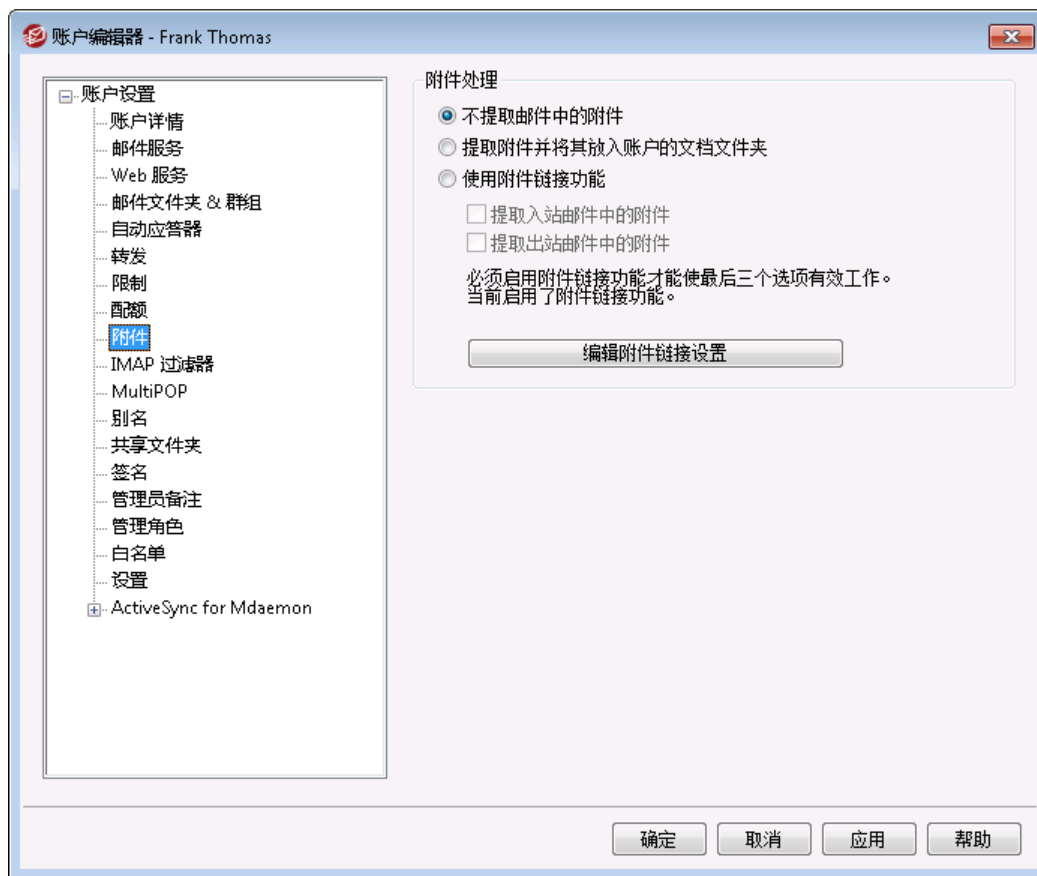 账户编辑器 - Frank Thomas
账户设置
账户详情
邮件服务
Web 服务
邮件文件夹 & 群组
自动应答器
转发
限制
配额
附件
IMAP 过滤器
MultiPOP
别名
共享文件夹
签名
管理员备注
管理角色
白名单
设置
ActiveSync for Mdaemon
附件处理
不提取邮件中的附件
提取附件并将其放入账户的文档文件夹
使用附件链接功能
提取入站邮件中的附件
提取出站邮件中的附件
必须启用附件链接功能才能使最后三个选项有效工作。
当前启用了附件链接功能。
编辑附件链接设置
确定
取消
应用
帮助